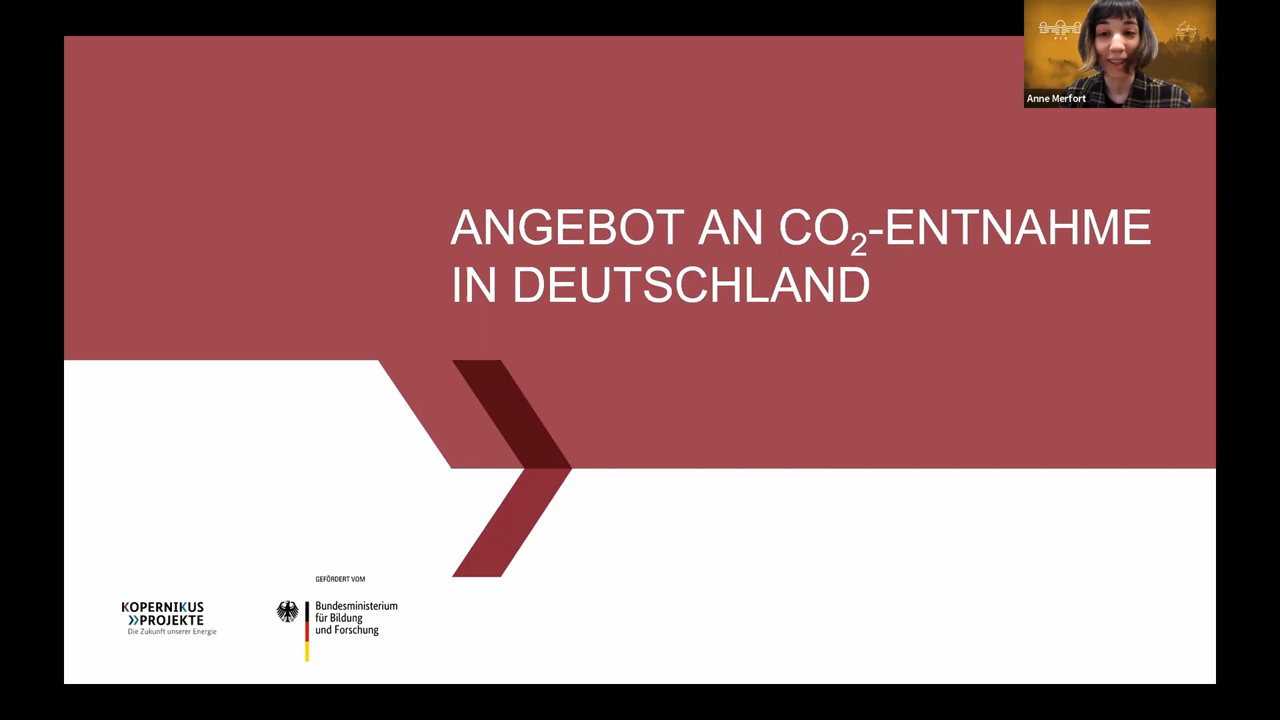 Anne Merfort
ANGEBOT AN CO₂-ENTNAHME
IN DEUTSCHLAND
GEFÖRDERT VOM
KOPERNIKUS
PROJEKTE
Die Zukunft unserer Energie
Bundesministerium
für Bildung
und Forschung